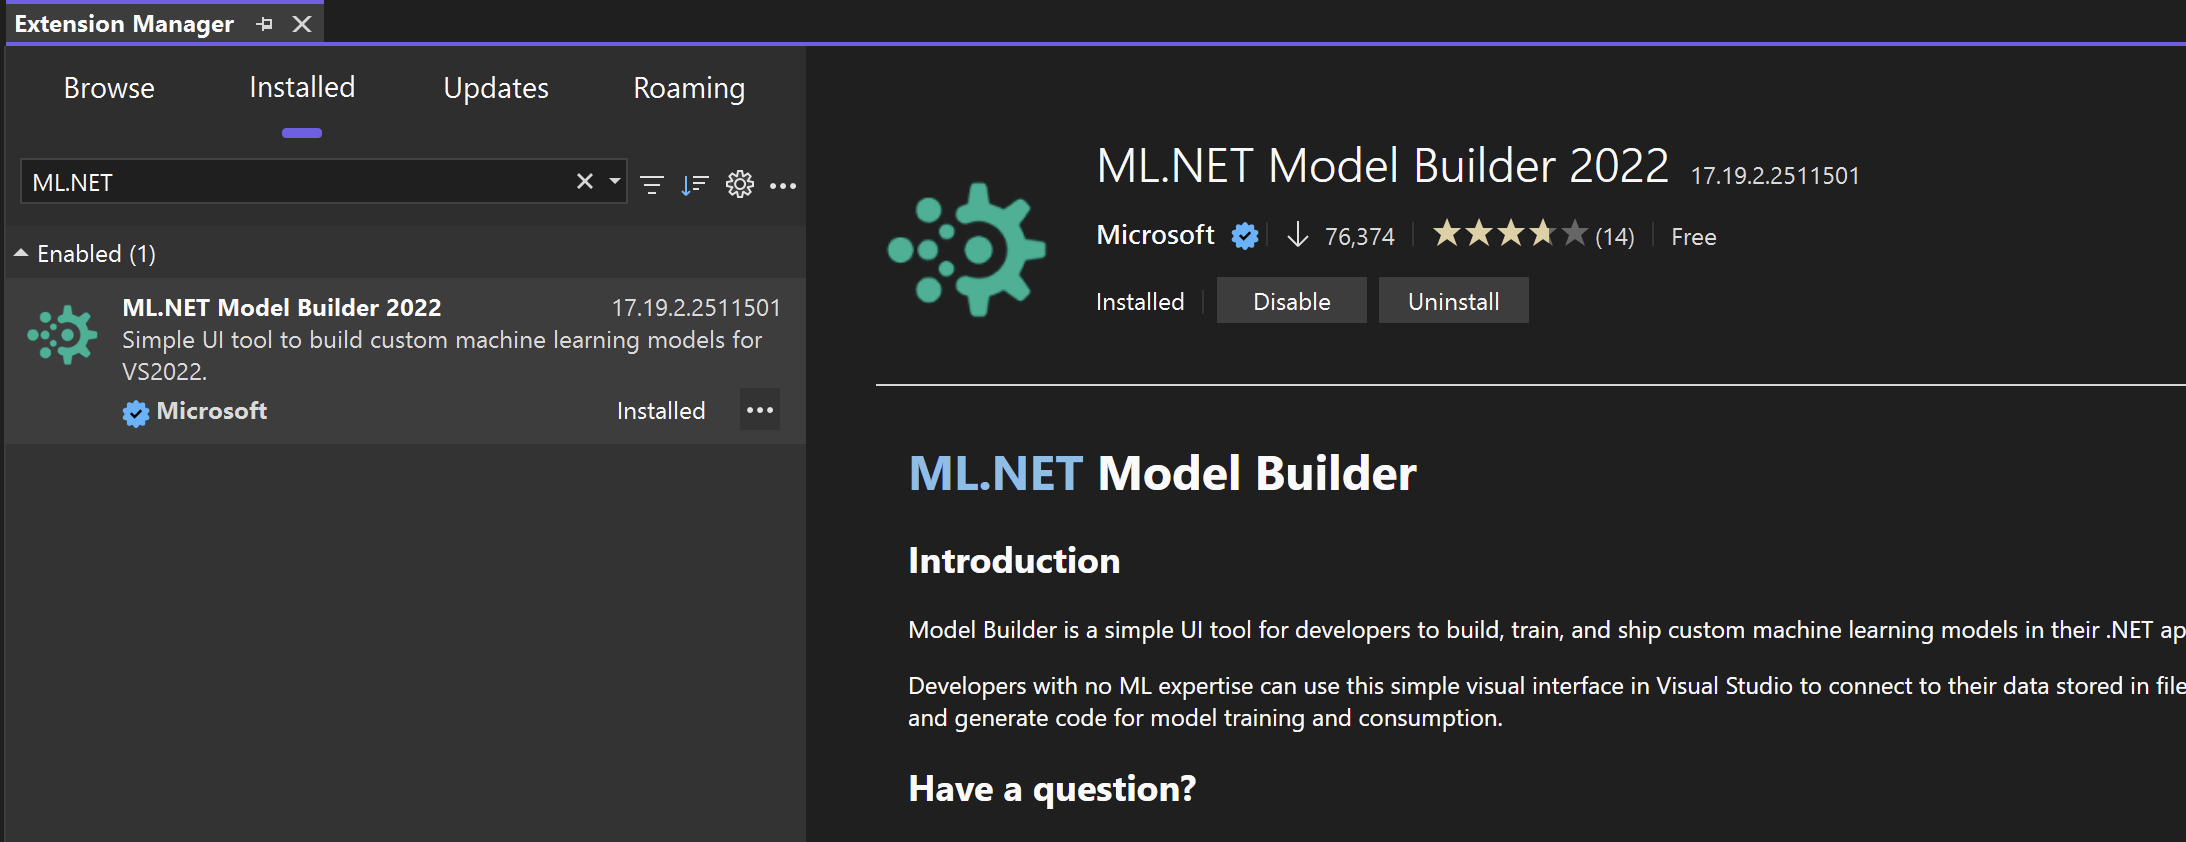 Extension Manager
Browse
Installed
Updates
Roaming
ML.NET
Enabled (1)
ML.NET Model Builder 2022 17.19.2.2511501
Simple UI tool to build custom machine learning models for
VS2022.
Microsoft Installed
ML.NET Model Builder 2022 17.19.2.2511501
Microsoft 76,374 (14) Free
Installed Disable Uninstall
ML.NET Model Builder
Introduction
Model Builder is a simple UI tool for developers to build, train, and ship custom machine learning models in their .NET ap
Developers with no ML expertise can use this simple visual interface in Visual Studio to connect to their data stored in file
and generate code for model training and consumption.
Have a question?